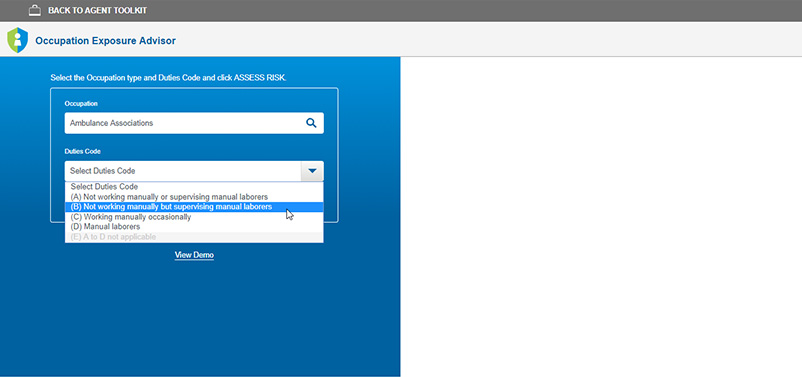 BACK TO AGENT TOOLKIT
Occupation Exposure Advisor
Select the Occupation type and Duties Code and click ASSESS RISK.
Occupation
Ambulance Associations
Duties Code
Select Duties Code
Select Duties Code
(A) Not working manually or supervising manual laborers
(B) Not working manually but supervising manual laborers
(C) Working manually occasionally
(D) Manual laborers
(E) A to D not applicable
View Demo